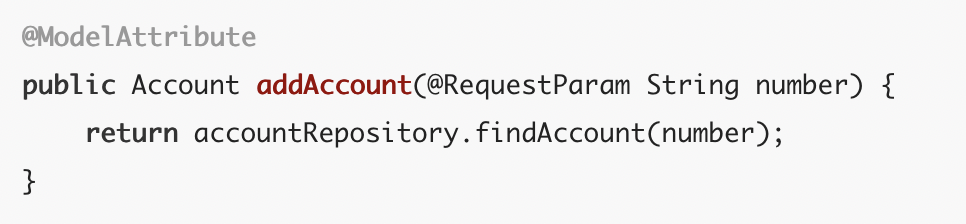 @ModelAttribute
public Account addAccount(@RequestParam String number) {
    return accountRepository.findAccount(number);
}